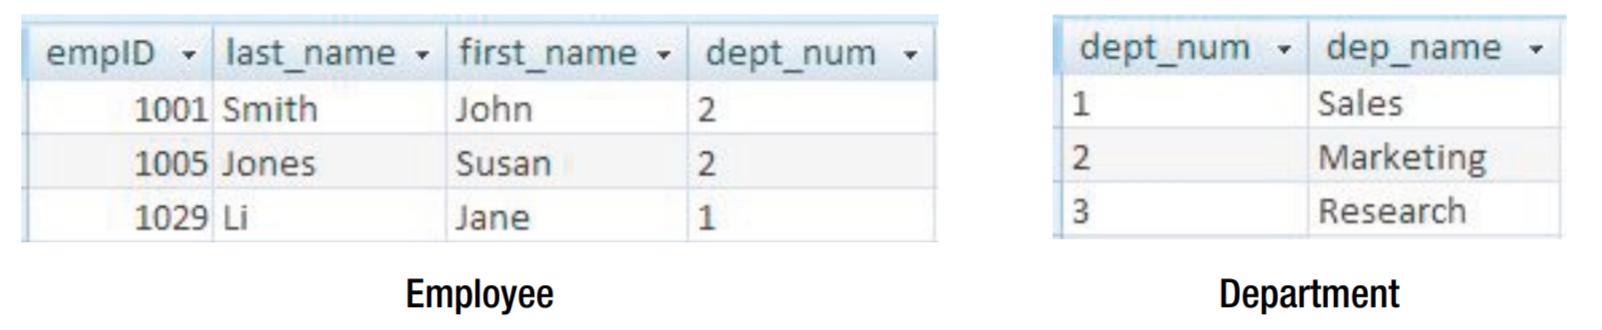 empID last_name first_name dept_num
1001 Smith John 2
1005 Jones Susan 2
1029 Li Jane 1
Employee
dept_num dep_name
1 Sales
2 Marketing
3 Research
Department